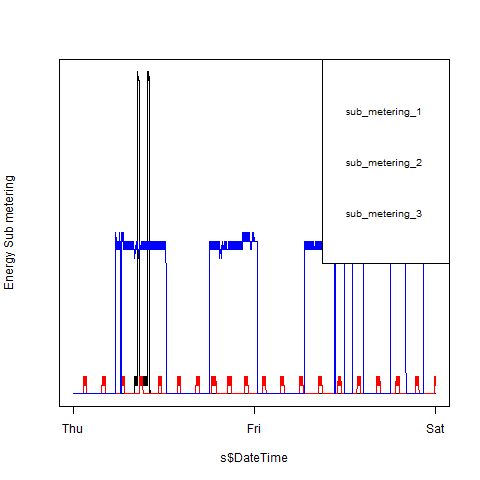 sub_metering_1
sub_metering_2
sub_metering_3
Energy Sub metering
Thu
Fri
Sat
s$DateTime